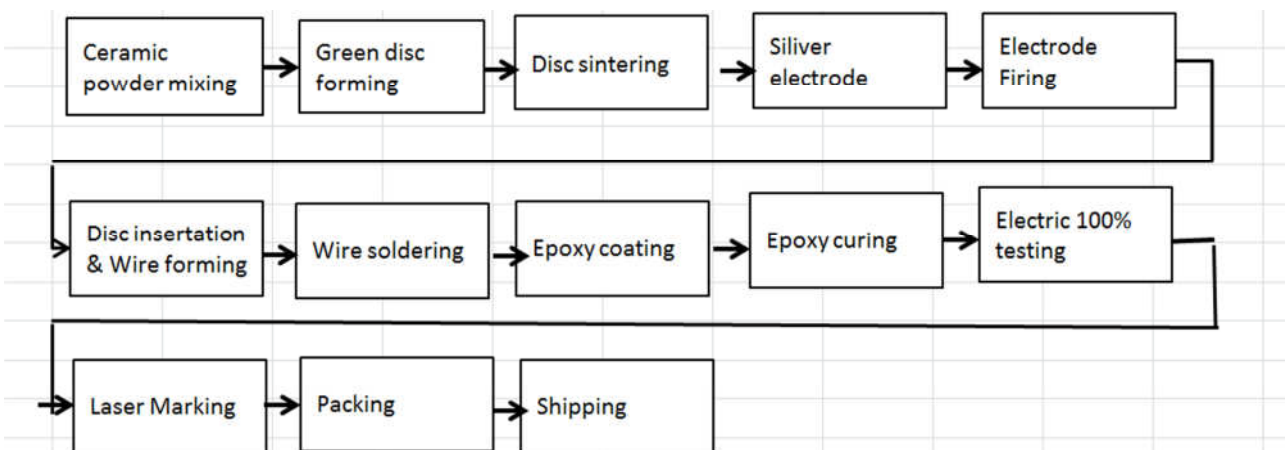 Ceramic
powder mixing
Green disc
forming
Disc sintering
Siliver
electrode
Electrode
Firing
Disc insertation
& Wire forming
Wire soldering
Epoxy coating
Epoxy curing
Electric 100%
testing
Laser Marking
Packing
Shipping